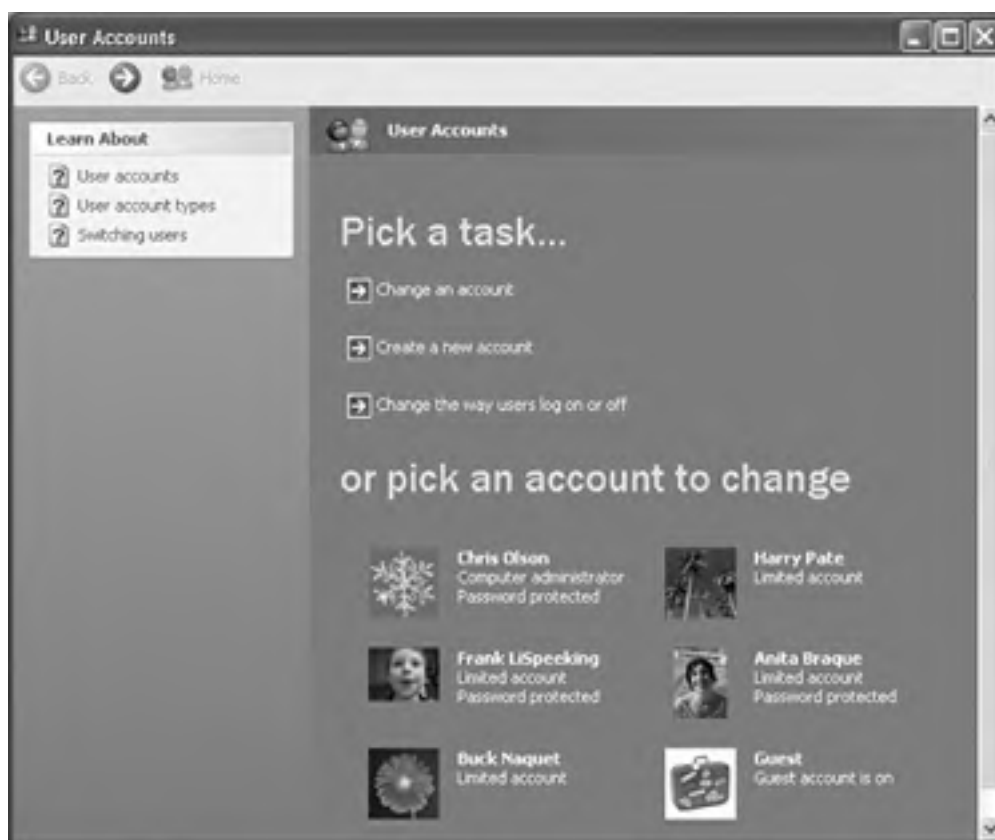 User Accounts
Back Home
Learn About
User accounts
User account types
Switching users
User Accounts
Pick a task...
Change an account
Create a new account
Change the way users log on or off
or pick an account to change
Chris Olson
Computer administrator
Password protected
Harry Pate
Limited account
Frank LiSpeeking
Limited account
Password protected
Anita Braque
Limited account
Password protected
Buck Naquet
Limited account
Guest
Guest account is on